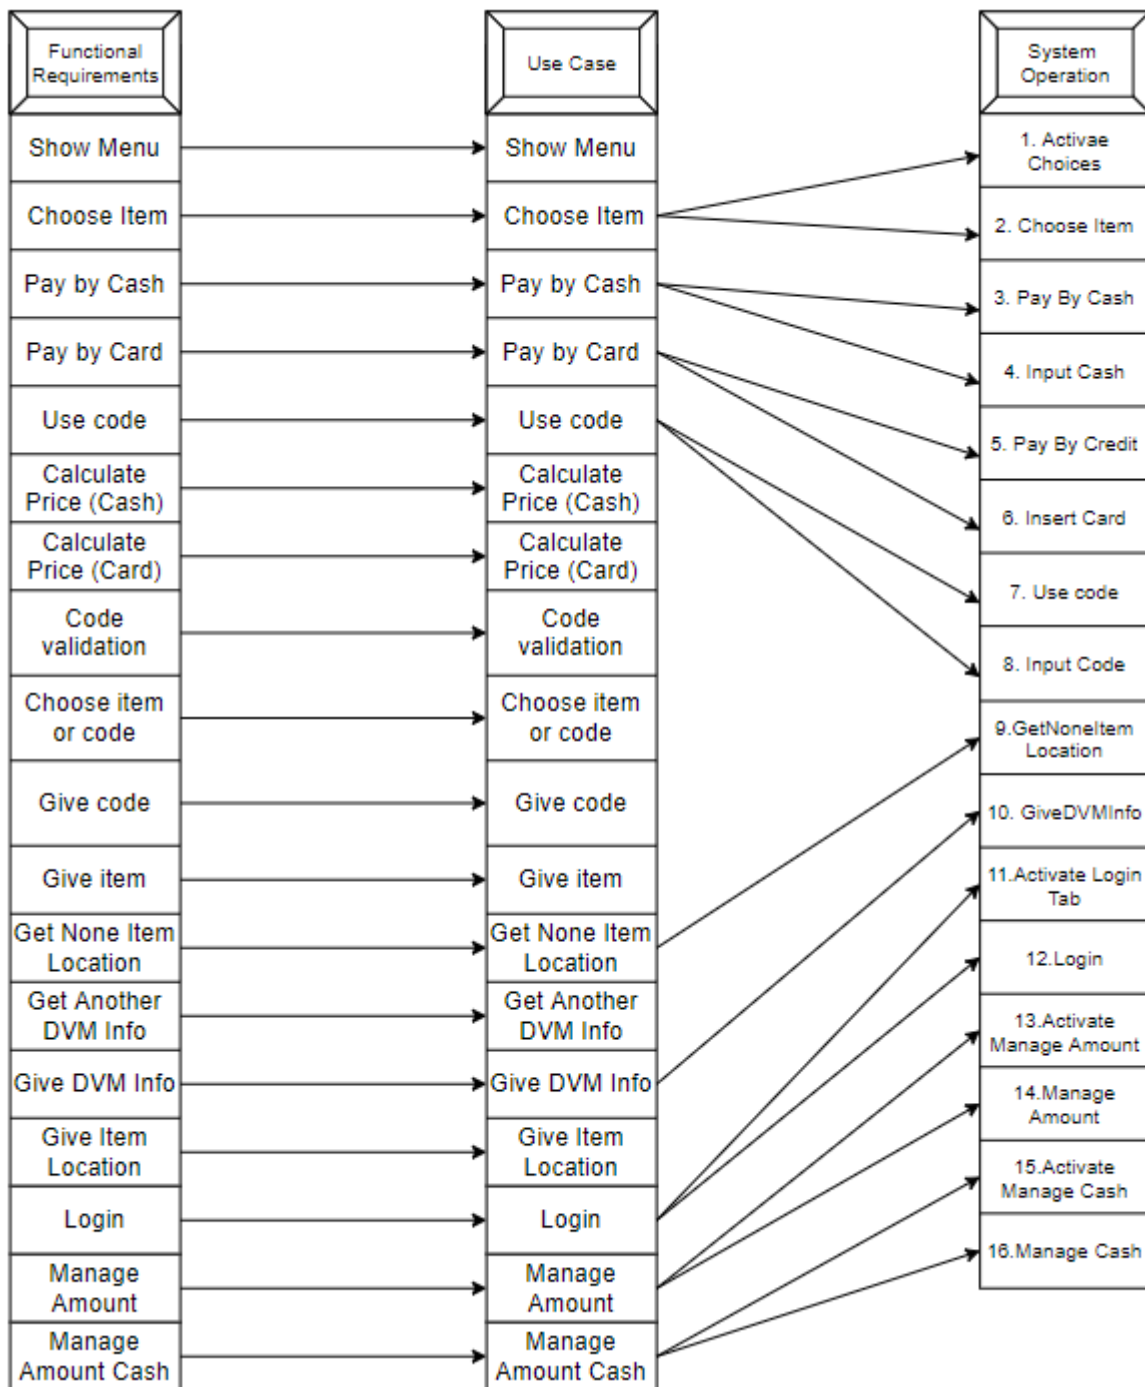 Functional
Requirements
Show Menu
Choose Item
Pay by Cash
Pay by Card
Use code
Calculate
Price (Cash)
Calculate
Price (Card)
Code
validation
Choose item
or code
Give code
Give item
Get None Item
Location
Get Another
DVM Info
Give DVM Info
Give Item
Location
Login
Manage
Amount
Manage
Amount Cash
Use Case
Show Menu
Choose Item
Pay by Cash
Pay by Card
Use code
Calculate
Price (Cash)
Calculate
Price (Card)
Code
validation
Choose item
or code
Give code
Give item
Get None Item
Location
Get Another
DVM Info
Give DVM Info
Give Item
Location
Login
Manage
Amount
Manage
Amount Cash
System
Operation
1. Activae
Choices
2. Choose Item
3. Pay By Cash
4. Input Cash
5. Pay By Credit
6. Insert Card
7. Use code
8. Input Code
9.GetNoneItem
Location
10. GiveDVMInfo
11.Activate Login
Tab
12.Login
13.Activate
Manage Amount
14.Manage
Amount
15.Activate
Manage Cash
16.Manage Cash